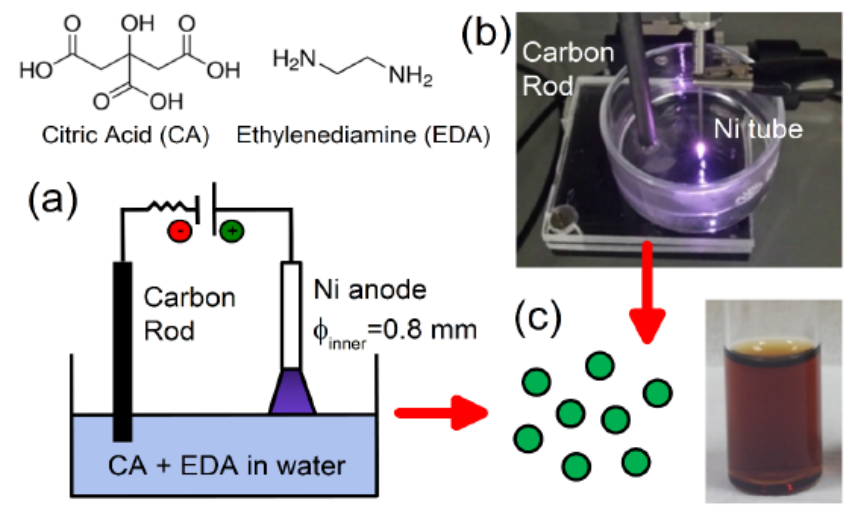 OH
O
O
HO
OH
O
OH
H₂N
NH₂
Citric Acid (CA)
Ethylenediamine (EDA)
(a)
-
+
Carbon
Rod
Ni anode
ϕinner=0.8 mm
CA + EDA in water
(b)
Carbon
Rod
Ni tube
(c)